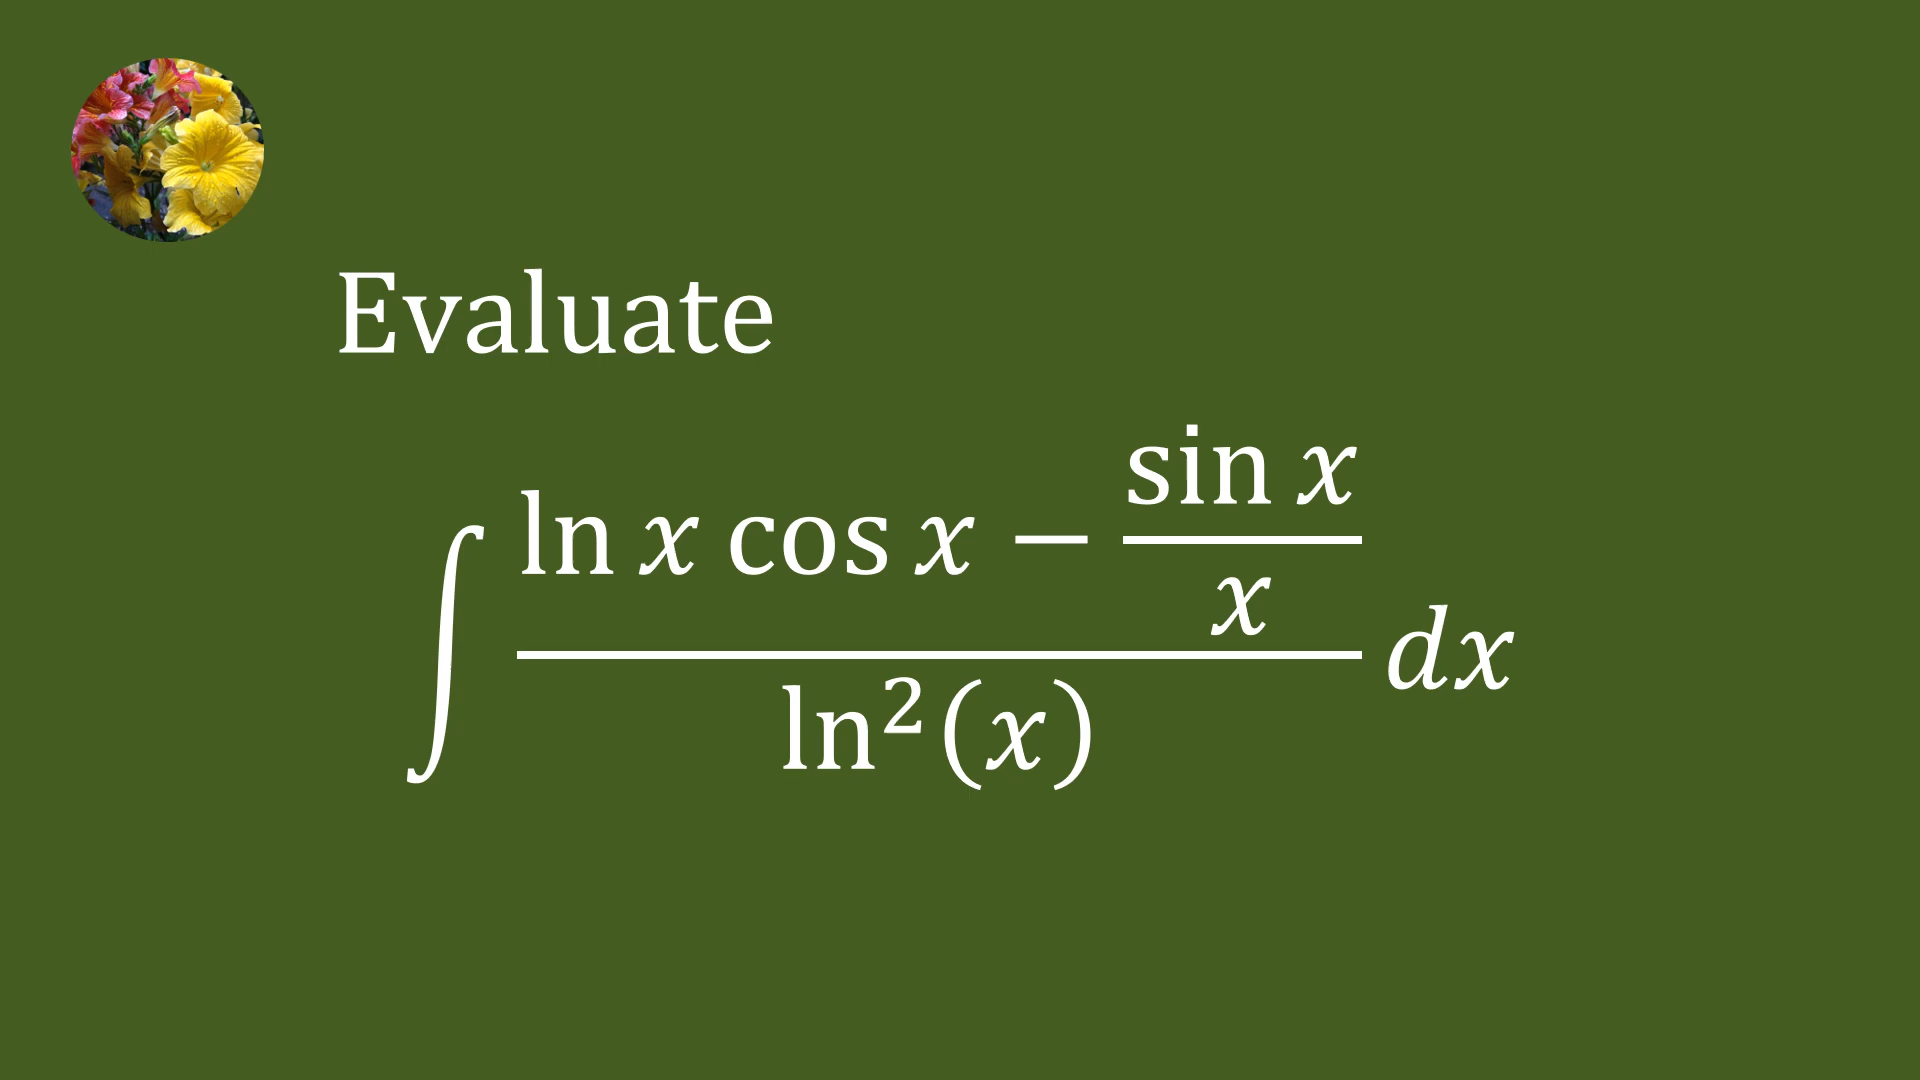 Evaluate
∫ (ln x cos x − (sin x)/x) / (ln²(x)) dx